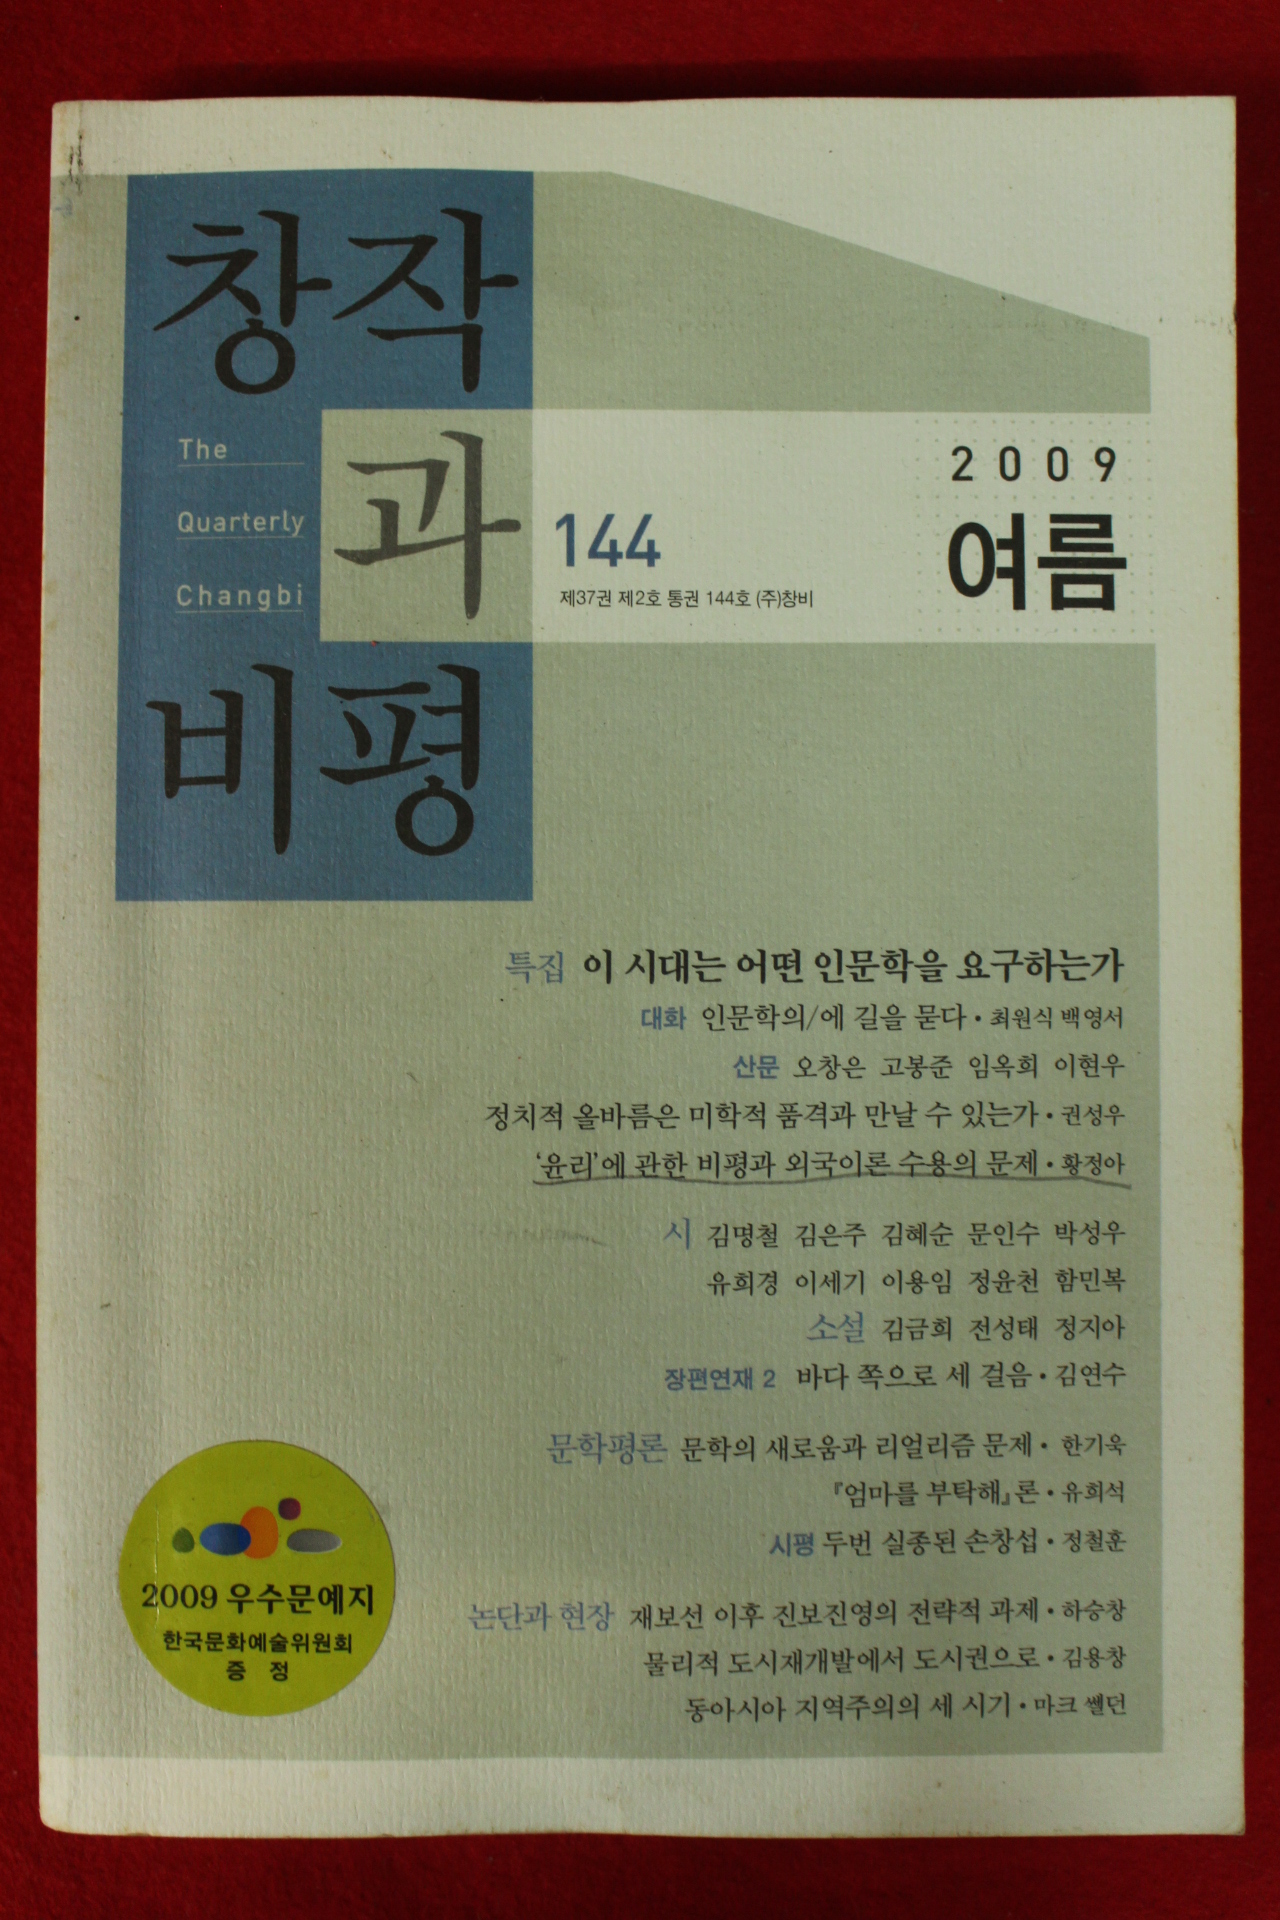 창작
과
비평
The
Quarterly
Changbi
144
제37권 제2호 통권 144호 (주)창비
2009
여름
특집 이 시대는 어떤 인문학을 요구하는가
대화 인문학의/에 길을 묻다 • 최원식 백영서
산문 오창은 고봉준 임옥희 이현우
정치적 올바름은 미학적 품격과 만날 수 있는가 • 권성우
'윤리'에 관한 비평과 외국이론 수용의 문제 • 황정아
시 김명철 김은주 김혜순 문인수 박성우
유희경 이세기 이용임 정윤천 함민복
소설 김금희 전성태 정지아
장편연재 2 바다 쪽으로 세 걸음 • 김연수
문학평론 문학의 새로움과 리얼리즘 문제 • 한기욱
『엄마를 부탁해』론 • 유희석
시평 두번 실종된 손창섭 • 정철훈
논단과 현장 재보선 이후 진보진영의 전략적 과제 • 하승창
물리적 도시재개발에서 도시권으로 • 김용창
동아시아 지역주의의 세 시기 • 마크 쎌던
2009 우수문예지
한국문화예술위원회
증 정